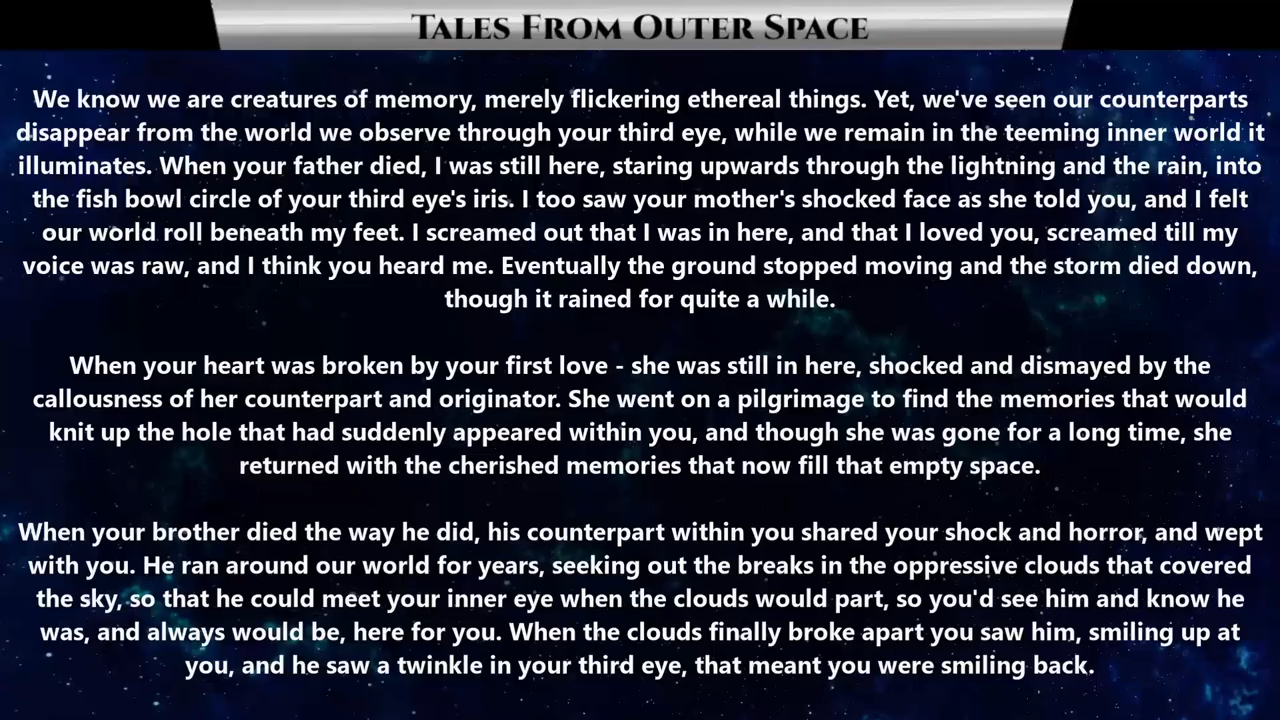 Tales From Outer Space
We know we are creatures of memory, merely flickering ethereal things. Yet, we've seen our counterparts
disappear from the world we observe through your third eye, while we remain in the teeming inner world it
illuminates. When your father died, I was still here, staring upwards through the lightning and the rain, into
the fish bowl circle of your third eye's iris. I too saw your mother's shocked face as she told you, and I felt
our world roll beneath my feet. I screamed out that I was in here, and that I loved you, screamed till my
voice was raw, and I think you heard me. Eventually the ground stopped moving and the storm died down,
though it rained for quite a while.
When your heart was broken by your first love - she was still in here, shocked and dismayed by the
callousness of her counterpart and originator. She went on a pilgrimage to find the memories that would
knit up the hole that had suddenly appeared within you, and though she was gone for a long time, she
returned with the cherished memories that now fill that empty space.
When your brother died the way he did, his counterpart within you shared your shock and horror, and wept
with you. He ran around our world for years, seeking out the breaks in the oppressive clouds that covered
the sky, so that he could meet your inner eye when the clouds would part, so you'd see him and know he
was, and always would be, here for you. When the clouds finally broke apart you saw him, smiling up at
you, and he saw a twinkle in your third eye, that meant you were smiling back.